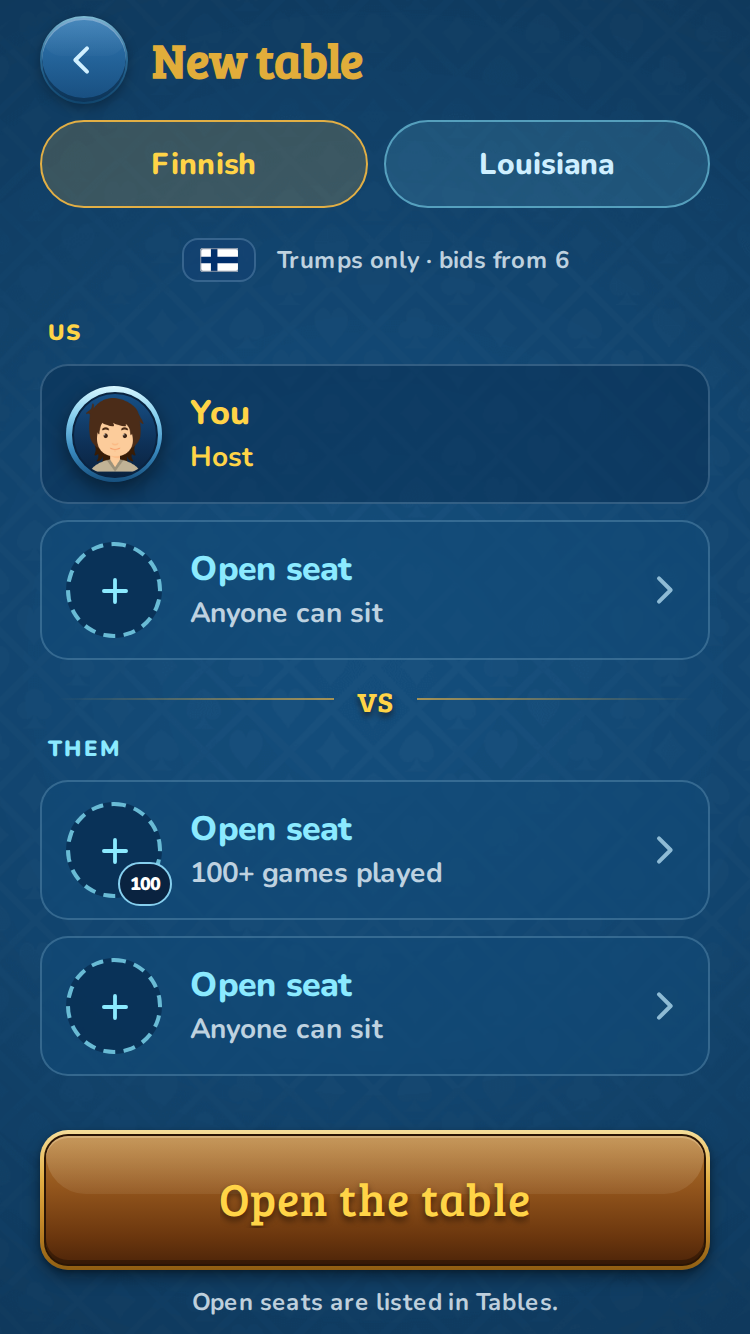 New table
Finnish
Louisiana
Trumps only · bids from 6
US
You
Host
Open seat
Anyone can sit
VS
THEM
Open seat
100+ games played
100
Open seat
Anyone can sit
Open the table
Open seats are listed in Tables.